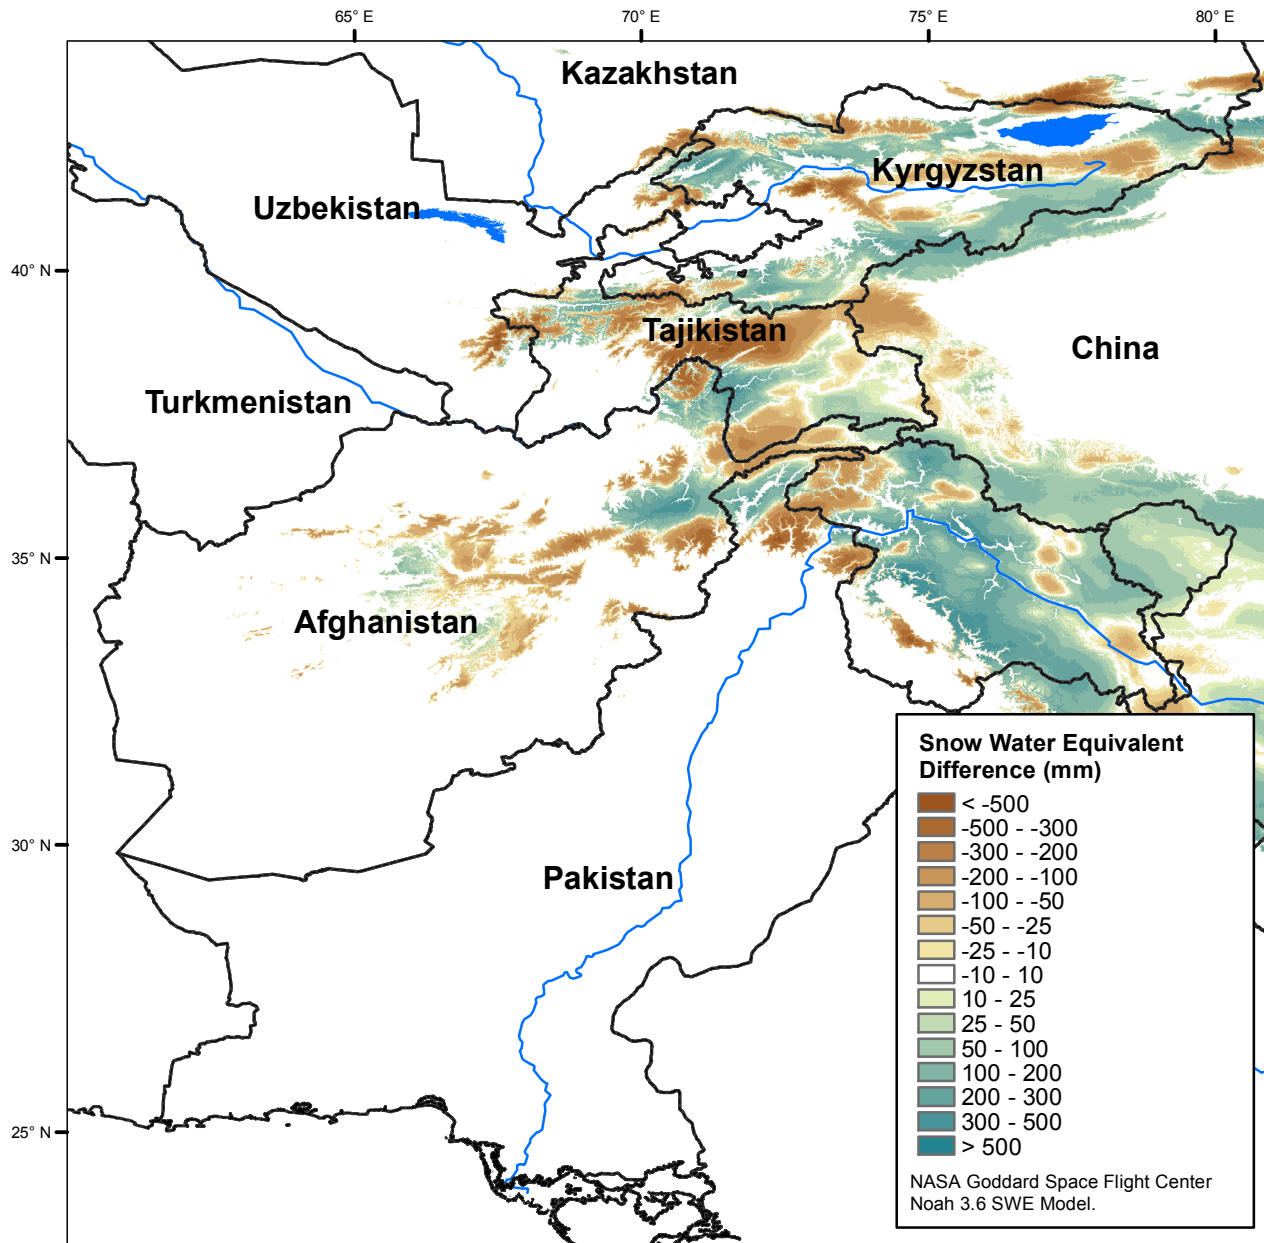 65° E
70° E
75° E
80° E
Kazakhstan
Kyrgyzstan
Uzbekistan
40° N
Tajikistan
China
Turkmenistan
35° N
Afghanistan
30° N
Pakistan
25° N
Snow Water Equivalent
Difference (mm)
< -500
-500 - -300
-300 - -200
-200 - -100
-100 - -50
-50 - -25
-25 - -10
-10 - 10
10 - 25
25 - 50
50 - 100
100 - 200
200 - 300
300 - 500
> 500
NASA Goddard Space Flight Center
Noah 3.6 SWE Model.